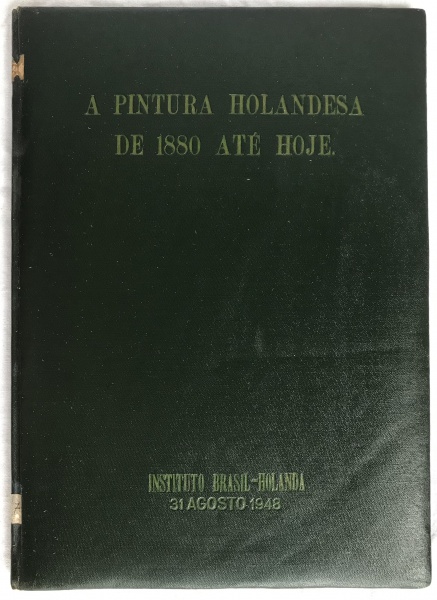 A PINTURA HOLANDESA
DE 1880 ATÉ HOJE.
INSTITUTO BRASIL-HOLANDA
31 AGOSTO-1948